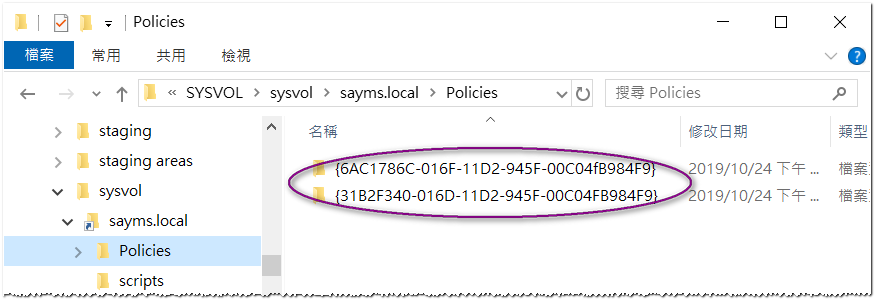 Policies
檔案 常用 共用 檢視
« SYSVOL > sysvol > sayms.local > Policies 搜尋 Policies
staging
staging areas
sysvol
sayms.local
Policies
scripts
名稱 修改日期 類型
{6AC1786C-016F-11D2-945F-00C04fB984F9} 2019/10/24 下午 ... 檔案
{31B2F340-016D-11D2-945F-00C04FB984F9} 2019/10/24 下午 ... 檔案